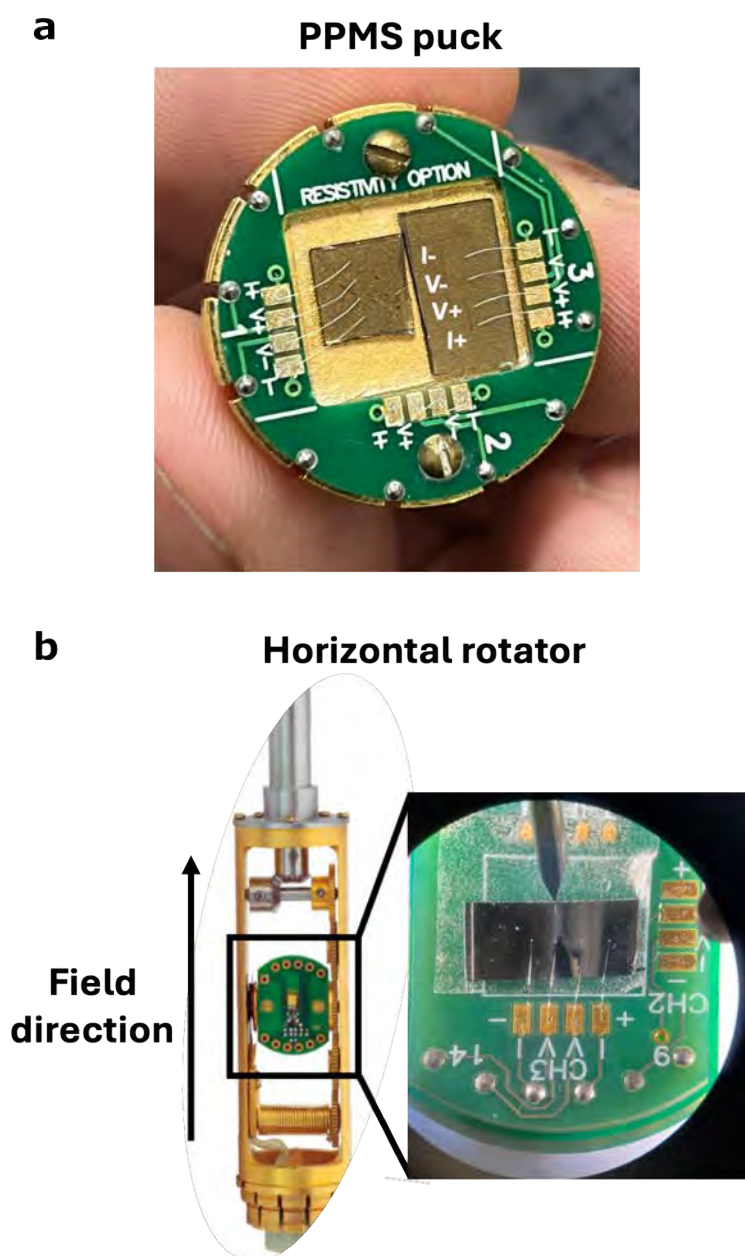 a
PPMS puck
RESISTIVITY OPTION
I-
V-
V+
I+
I-
V-
V+
I+
3
I+
V+
V-
I-
1
I+
V+
V-
I-
2
b
Horizontal rotator
Field
direction
+
I
V
V
I
-
CH2
- +
I V V I
CH3
14
9